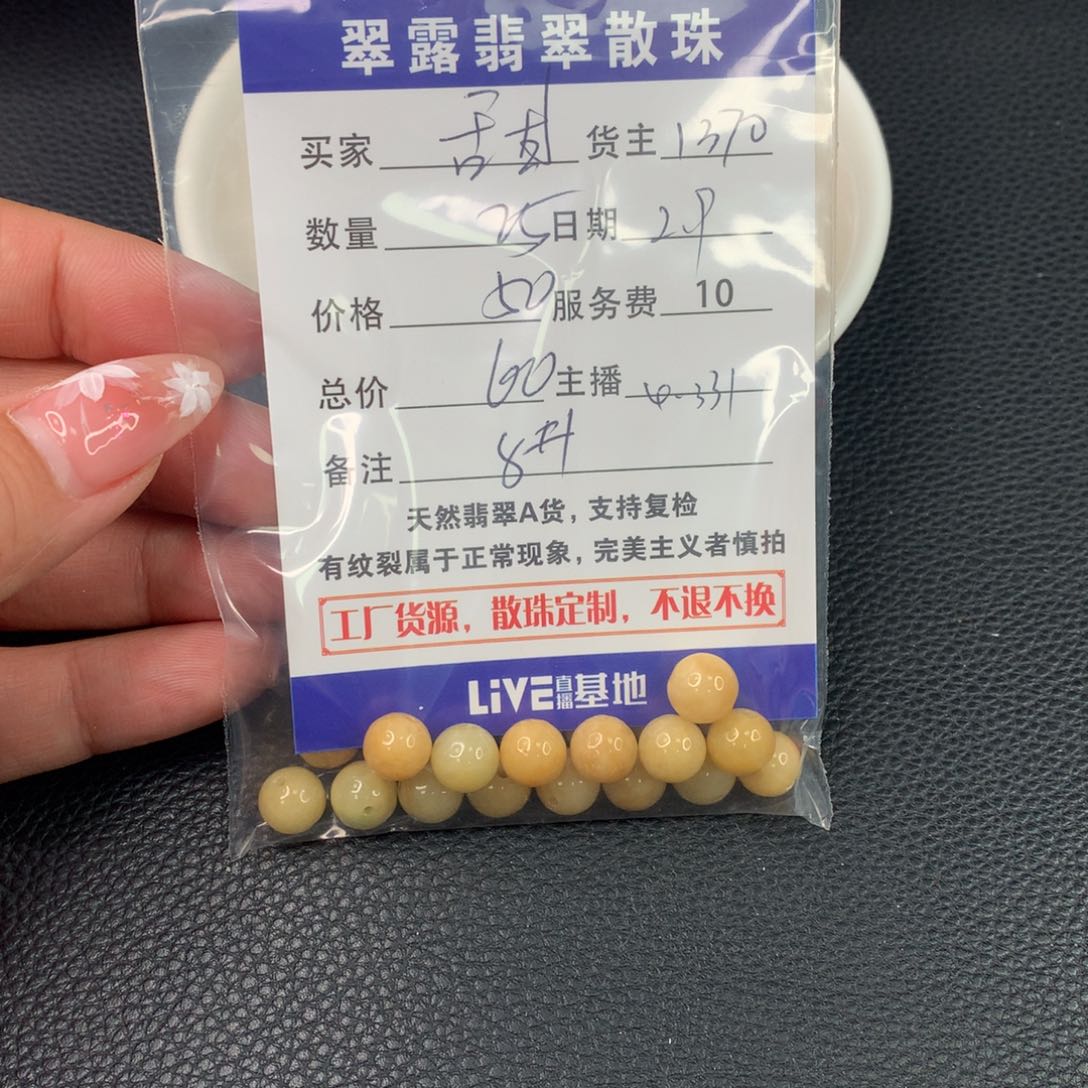 翠露翡翠散珠
买家 货主 1370
数量 25 日期 29
价格 50 服务费 10
总价 60 主播
备注 8
天然翡翠A货，支持复检
有纹裂属于正常现象，完美主义者慎拍
工厂货源，散珠定制，不退不换
LiVE直播基地